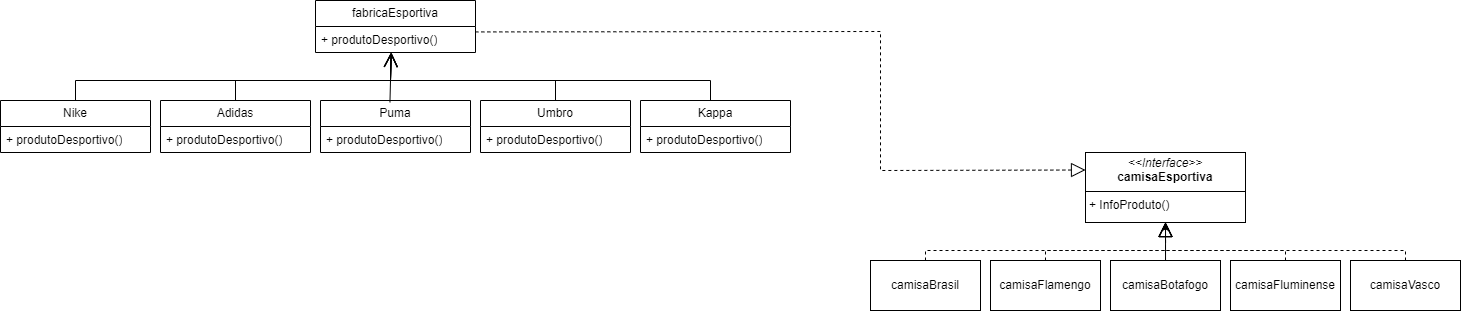 fabricaEsportiva
+ produtoDesportivo()
Nike
+ produtoDesportivo()
Adidas
+ produtoDesportivo()
Puma
+ produtoDesportivo()
Umbro
+ produtoDesportivo()
Kappa
+ produtoDesportivo()
<<Interface>>
camisaEsportiva
+ InfoProduto()
camisaBrasil
camisaFlamengo
camisaBotafogo
camisaFluminense
camisaVasco